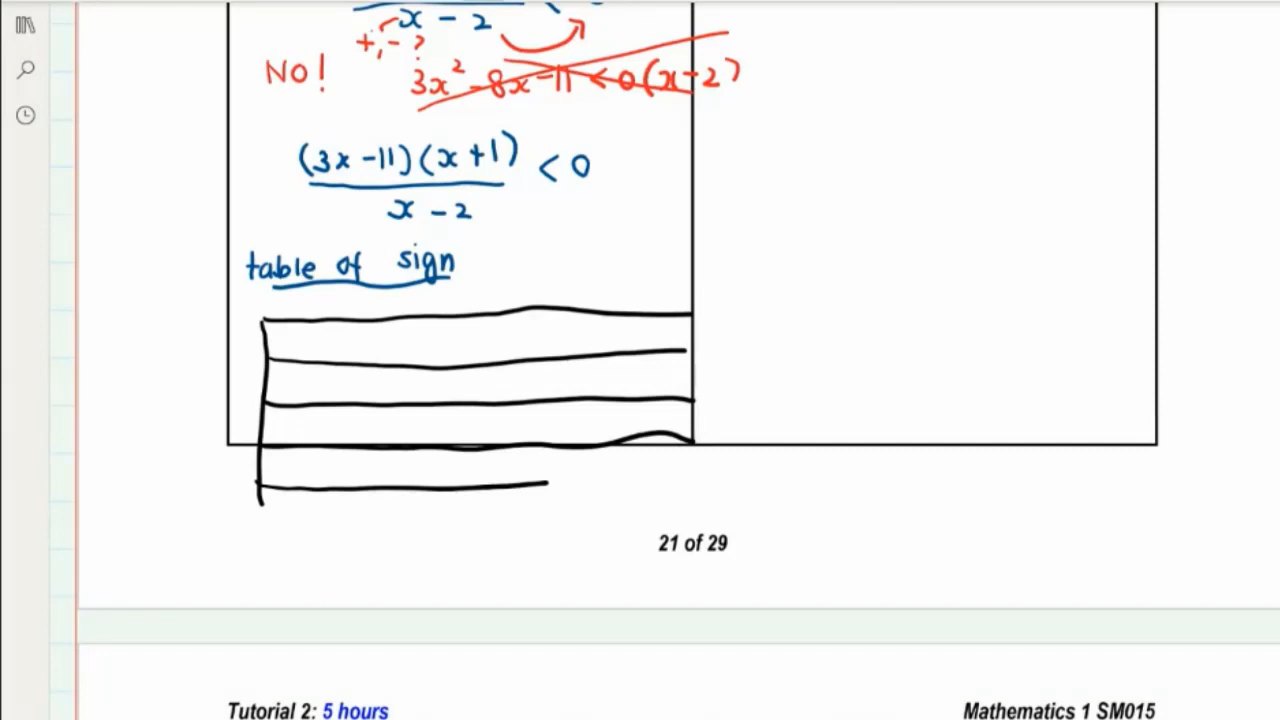 x - 2
+, - ?
NO! 3x² - 8x - 11 < 0(x-2)
(3x - 11)(x + 1) < 0
x - 2
table of sign
21 of 29
Tutorial 2: 5 hours Mathematics 1 SM015